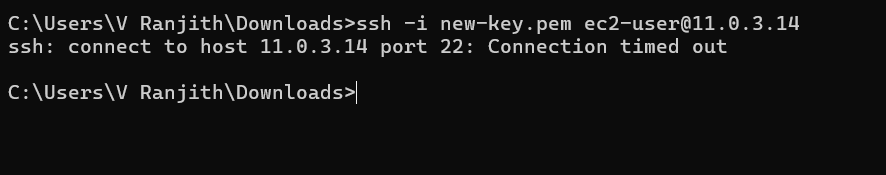 C:\Users\V Ranjith\Downloads>ssh -i new-key.pem ec2-user@11.0.3.14
ssh: connect to host 11.0.3.14 port 22: Connection timed out
C:\Users\V Ranjith\Downloads>